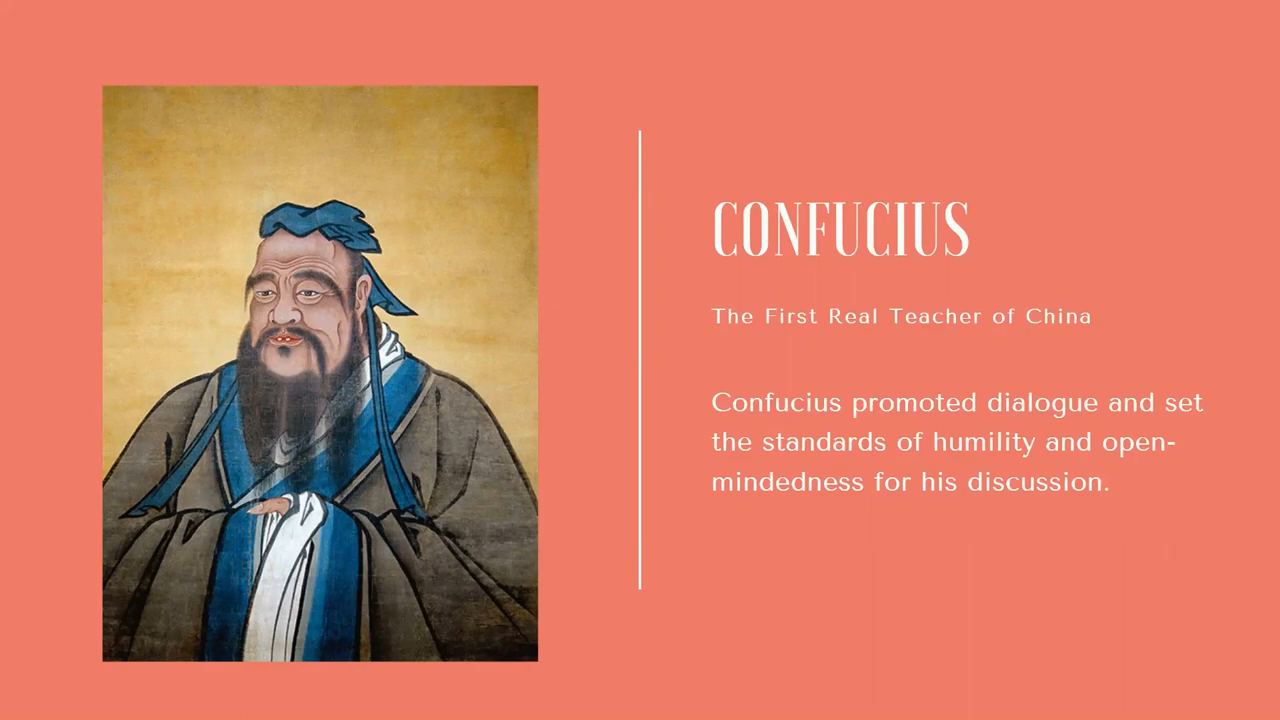 CONFUCIUS
The First Real Teacher of China
Confucius promoted dialogue and set
the standards of humility and open-
mindedness for his discussion.